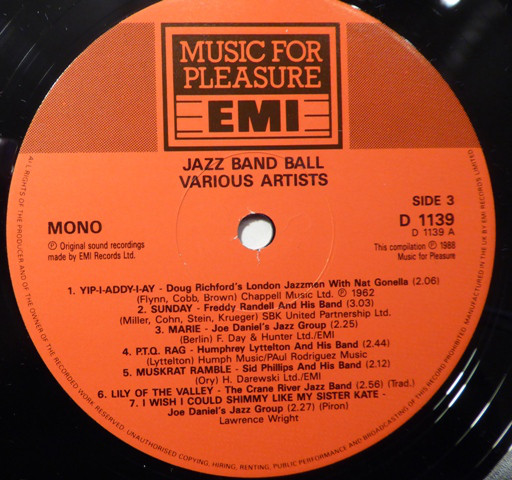 MUSIC FOR
PLEASURE
EMI
JAZZ BAND BALL
VARIOUS ARTISTS
MONO
SIDE 3
D 1139
D 1139 A
Ⓟ Original sound recordings
made by EMI Records Ltd.
This compilation Ⓟ 1988
Music for Pleasure
1. YIP-I-ADDY-I-AY - Doug Richford's London Jazzmen With Nat Gonella (2.06)
(Flynn, Cobb, Brown) Chappell Music Ltd. Ⓟ 1962
2. SUNDAY - Freddy Randell And His Band (3.03)
(Miller, Cohn, Stein, Krueger) SBK United Partnership Ltd.
3. MARIE - Joe Daniel's Jazz Group (2.25)
(Berlin) F. Day & Hunter Ltd./EMI
4. P.T.Q. RAG - Humphrey Lyttelton And His Band (2.44)
(Lyttelton) Humph Music/PAul Rodriguez Music
5. MUSKRAT RAMBLE - Sid Phillips And His Band (2.12)
(Ory) H. Darewski Ltd./EMI
6. LILY OF THE VALLEY - The Crane River Jazz Band (2.56) (Trad.)
7. I WISH I COULD SHIMMY LIKE MY SISTER KATE -
Joe Daniel's Jazz Group (2.27) (Piron)
Lawrence Wright
ALL RIGHTS OF THE PRODUCER AND OF THE OWNER OF THE RECORDED WORK RESERVED. UNAUTHORISED COPYING, HIRING, RENTING, PUBLIC PERFORMANCE AND BROADCASTING OF THIS RECORD PROHIBITED. MANUFACTURED IN THE UK BY EMI RECORDS LIMITED